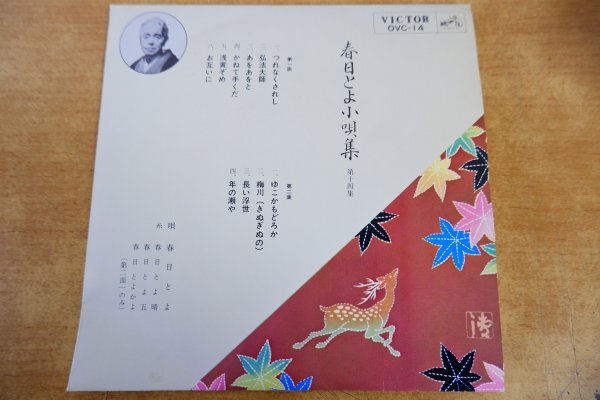 VICTOR
OVC-14
春日とよ小唄集
第十四集
第一面
一、つれなくされし
二、弘法大師
三、あをあをと
四、かねて手くだ
五、浅黄ぞめ
六、お互いに
第二面
一、ゆこかもどろか
二、梅川(きぬぎぬの)
三、長い浮世
四、年の瀬や
唄 春日とよ
糸 春日とよ晴
春日とよ五
春日とよかよ
(第二面一のみ)